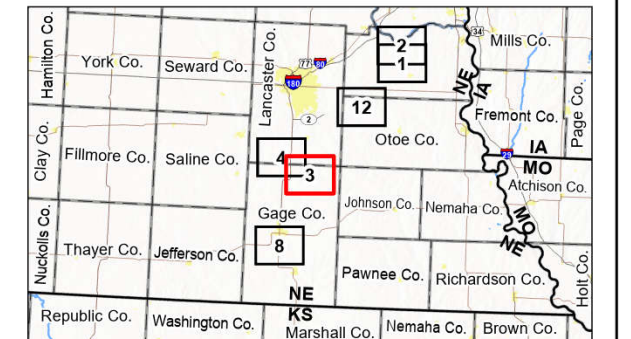 Hamilton Co.
York Co.
Seward Co.
Lancaster Co.
77
80
180
2
2
1
34
Mills Co.
NE
IA
Page Co.
Fremont Co.
12
Otoe Co.
Clay Co.
Fillmore Co.
Saline Co.
4
3
29
IA
MO
Atchison Co.
Gage Co.
Johnson Co.
Nemaha Co.
MO
NE
Nuckolls Co.
Thayer Co.
Jefferson Co.
8
Pawnee Co.
Richardson Co.
Holt Co.
NE
KS
Republic Co.
Washington Co.
Marshall Co.
Nemaha Co.
Brown Co.